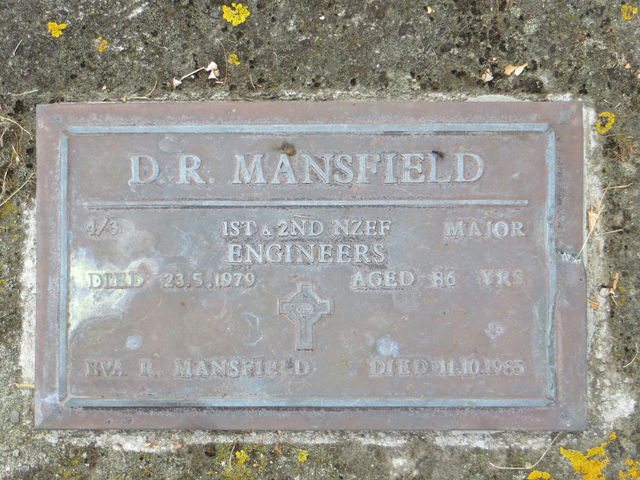 D. R. MANSFIELD
4/3 1ST & 2ND NZEF MAJOR
ENGINEERS
DIED 23.5.1979 AGED 86 YRS
EVA R. MANSFIELD DIED 11.10.1985